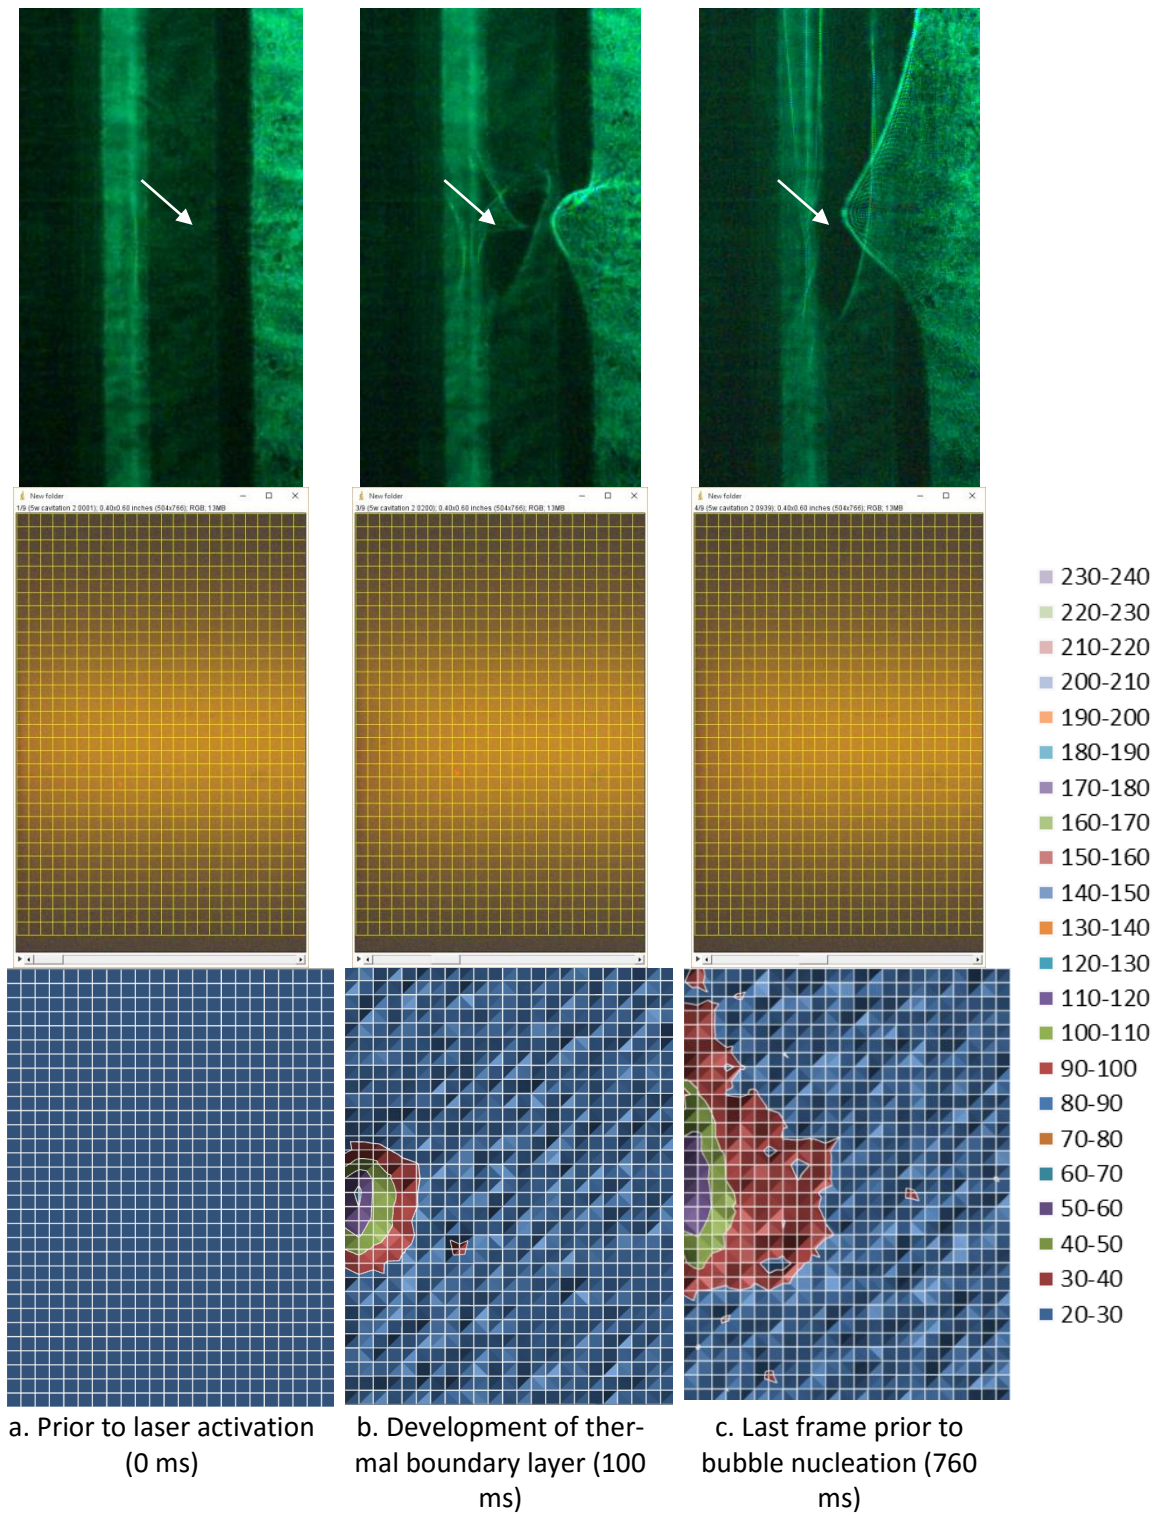 New folder
1/9 (5w cavitation 2.0001); 0.40x0.60 inches (504x766); RGB; 13MB
New folder
3/9 (5w cavitation 2.0200); 0.40x0.60 inches (504x766); RGB; 13MB
New folder
4/9 (5w cavitation 2.0939); 0.40x0.60 inches (504x766); RGB; 13MB
230-240
220-230
210-220
200-210
190-200
180-190
170-180
160-170
150-160
140-150
130-140
120-130
110-120
100-110
90-100
80-90
70-80
60-70
50-60
40-50
30-40
20-30
a. Prior to laser activation
(0 ms)
b. Development of ther-
mal boundary layer (100
ms)
c. Last frame prior to
bubble nucleation (760
ms)